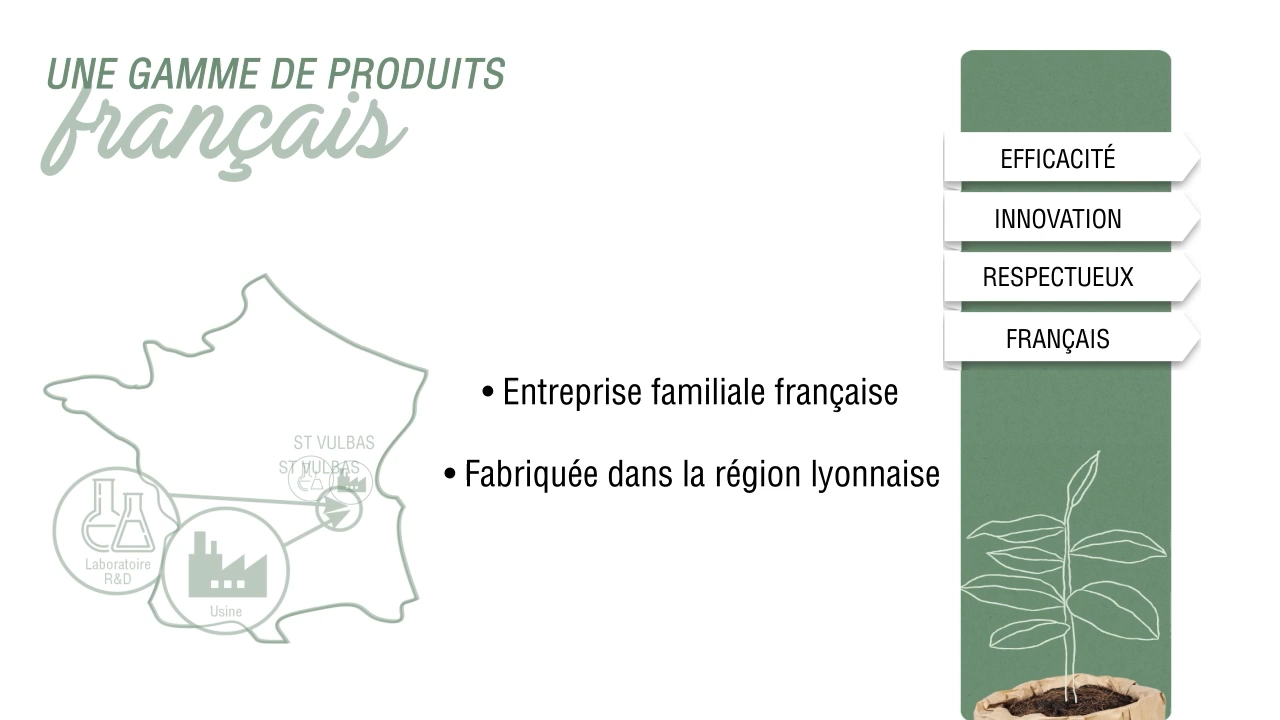 UNE GAMME DE PRODUITS
français
EFFICACITÉ
INNOVATION
RESPECTUEUX
FRANÇAIS
• Entreprise familiale française
• Fabriquée dans la région lyonnaise
ST VULBAS
ST VULBAS
Laboratoire
R&D
Usine